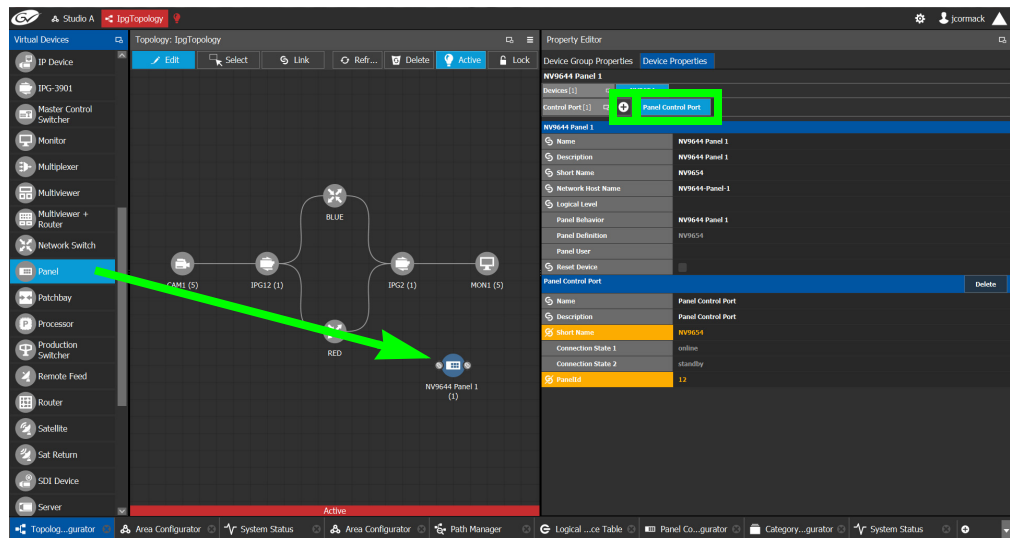 Studio A IpgTopology jcormack
Virtual Devices
IP Device
IPG-3901
Master Control
Switcher
Monitor
Multiplexer
Multiviewer
Multiviewer +
Router
Network Switch
Panel
Patchbay
Processor
Production
Switcher
Remote Feed
Router
Satellite
Sat Return
SDI Device
Server
Topology: IpgTopology
Edit Select Link Refr... Delete Active Lock
BLUE
CAM1 (5) IPG12 (1) IPG2 (1) MON1 (5)
RED
NV9644 Panel 1
(1)
Active
Property Editor
Device Group Properties Device Properties
NV9644 Panel 1
Devices [1]
Control Port [1] Panel Control Port
NV9644 Panel 1
Name NV9644 Panel 1
Description NV9644 Panel 1
Short Name NV9654
Network Host Name NV9644-Panel-1
Logical Level
Panel Behavior NV9644 Panel 1
Panel Definition NV9654
Panel User
Reset Device
Panel Control Port Delete
Name Panel Control Port
Description Panel Control Port
Short Name NV9654
Connection State 1 online
Connection State 2 standby
PanelId 12
Topolog...gurator Area Configurator System Status Area Configurator Path Manager Logical ...ce Table Panel Co...gurator Category...gurator System Status